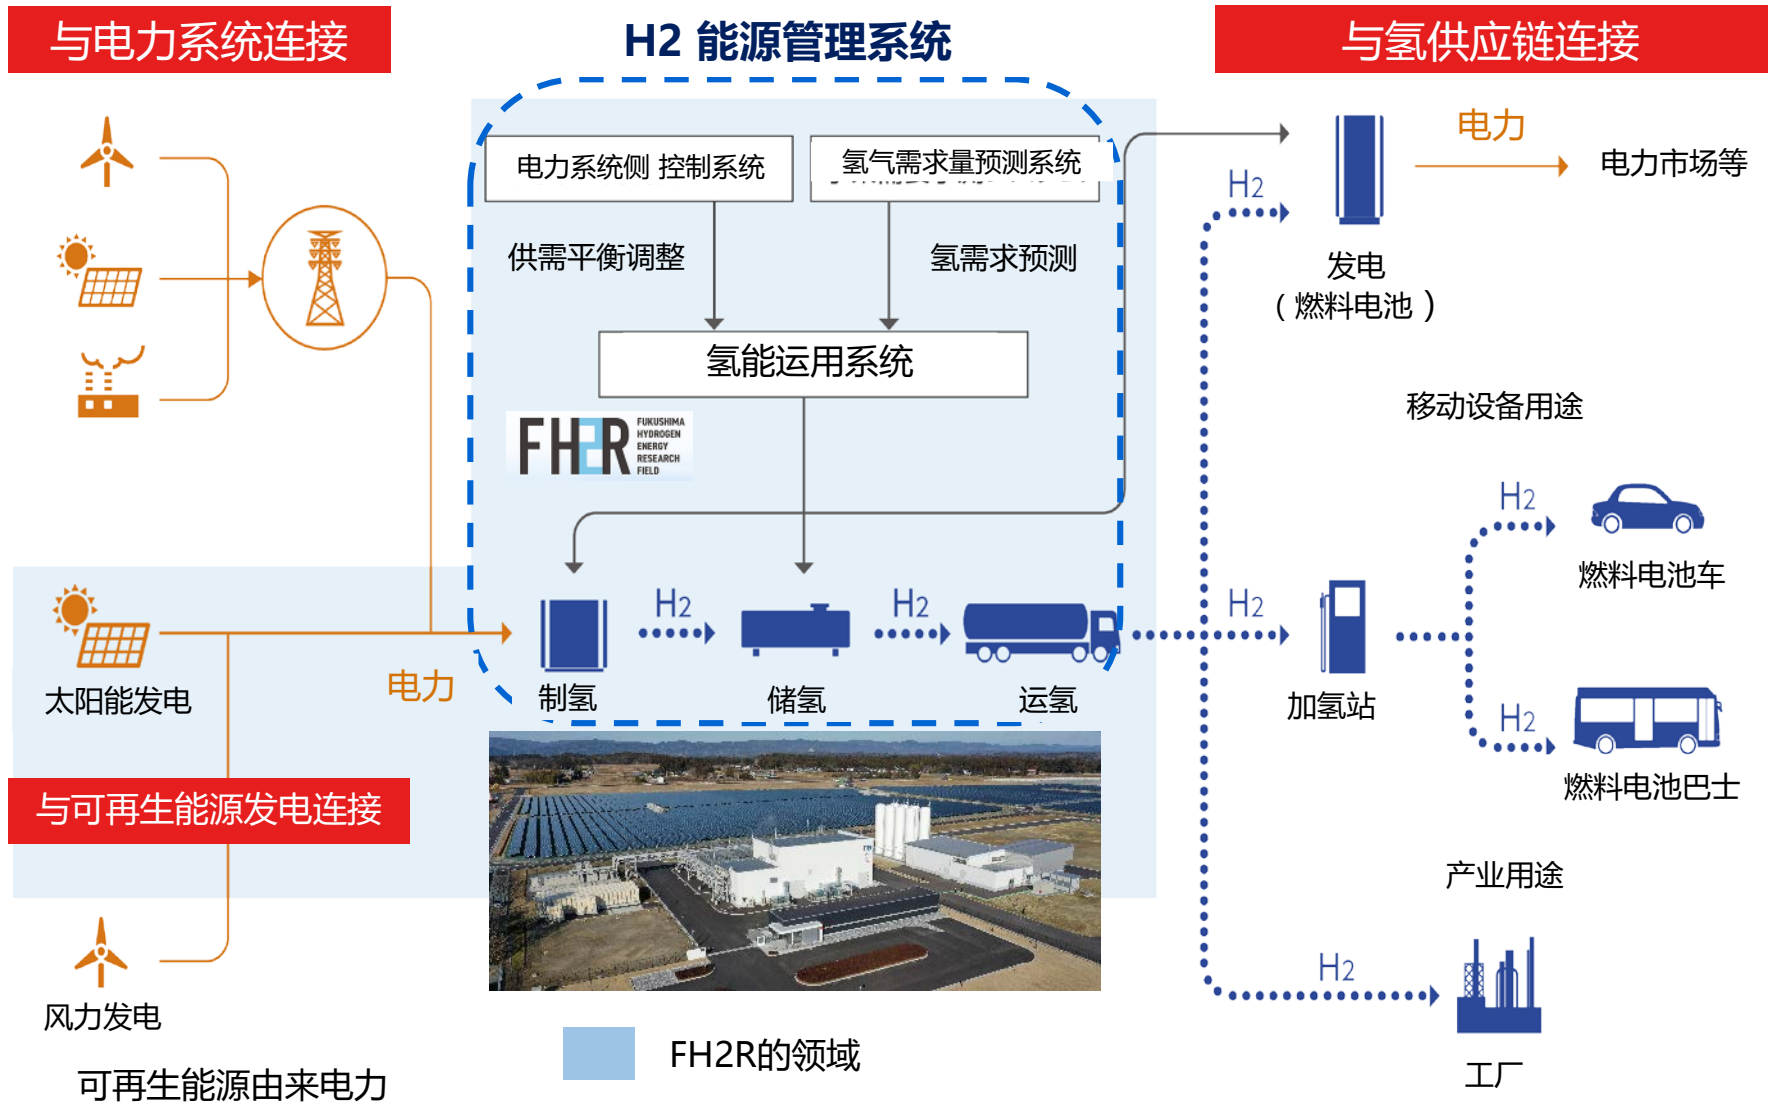 与电力系统连接
H2 能源管理系统
与氢供应链连接
电力系统侧 控制系统
氢气需求量预测系统
供需平衡调整
氢需求预测
氢能运用系统
FH2R
FUKUSHIMA
HYDROGEN
ENERGY
RESEARCH
FIELD
H2
电力
电力市场等
发电
（燃料电池）
移动设备用途
H2
燃料电池车
H2
H2
H2
太阳能发电
电力
制氢
储氢
运氢
加氢站
H2
燃料电池巴士
与可再生能源发电连接
产业用途
H2
风力发电
工厂
FH2R的领域
可再生能源由来电力